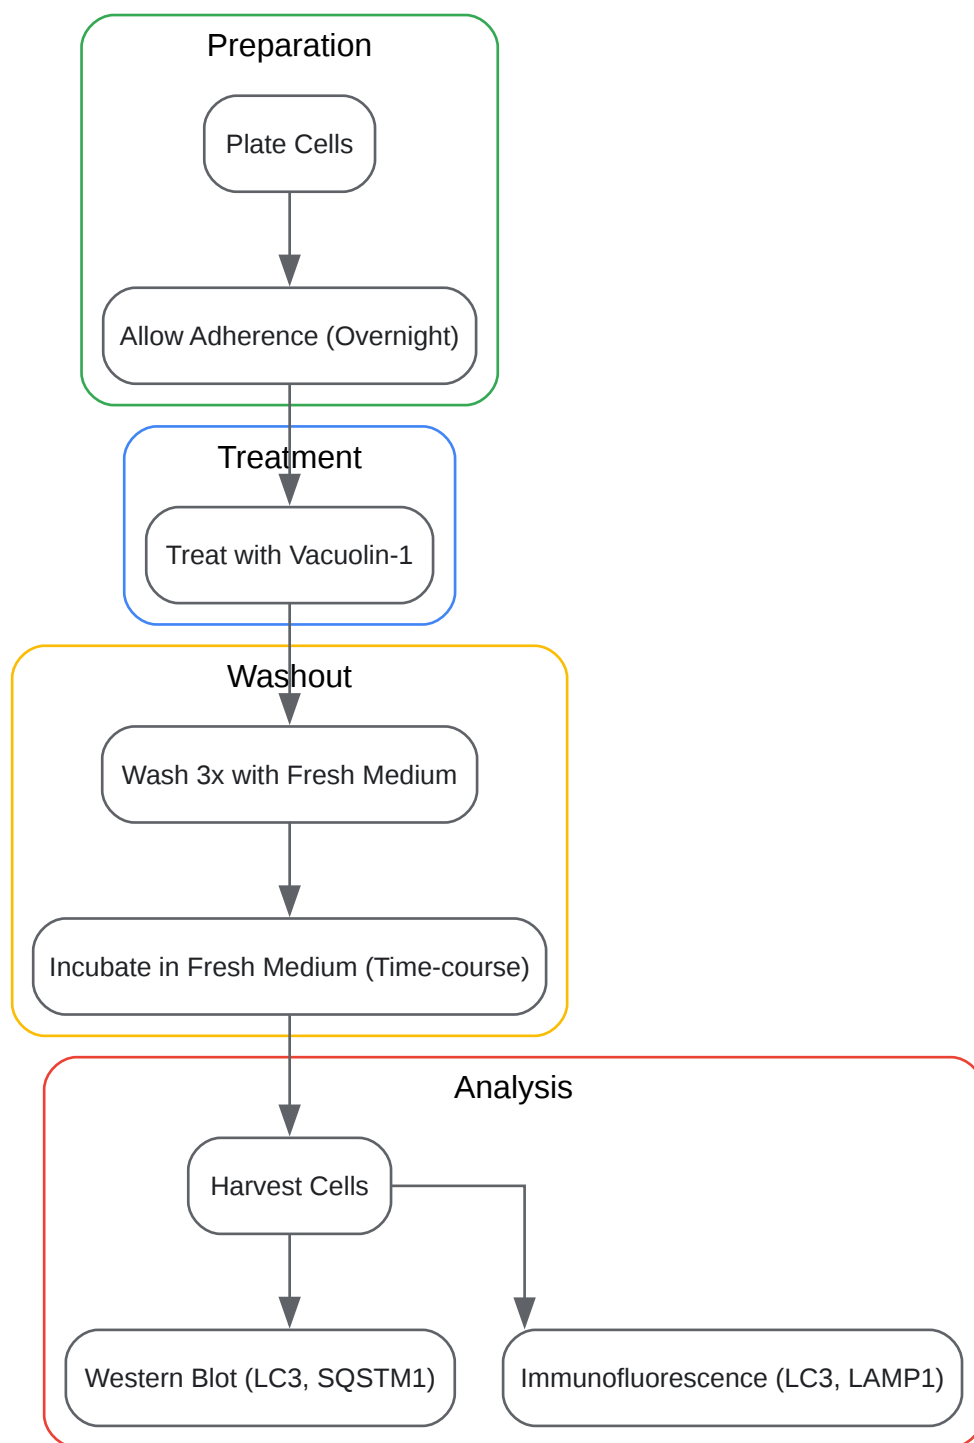 Preparation
Plate Cells
Allow Adherence (Overnight)
Treatment
Treat with Vacuolin-1
Washout
Wash 3x with Fresh Medium
Incubate in Fresh Medium (Time-course)
Analysis
Harvest Cells
Western Blot (LC3, SQSTM1)
Immunofluorescence (LC3, LAMP1)